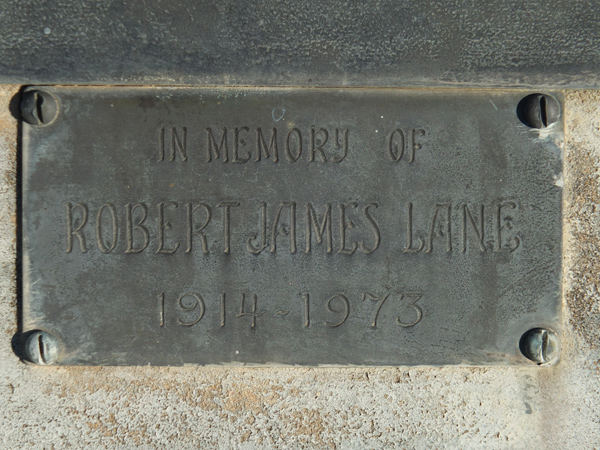 IN MEMORY OF
ROBERT JAMES LANE
1914-1973